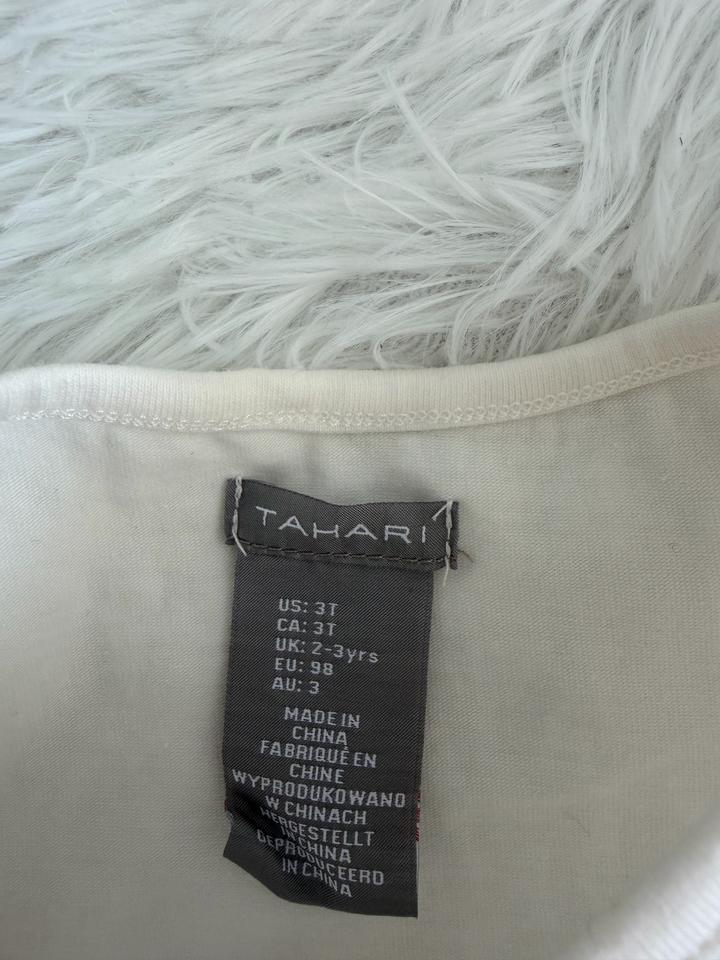 TAHARI
US: 3T
CA: 3T
UK: 2-3yrs
EU: 98
AU: 3
MADE IN
CHINA
FABRIQUÉ EN
CHINE
WYPRODUKOWANO
W CHINACH
HERGESTELLT
IN CHINA
GEPRODUCEERD
IN CHINA